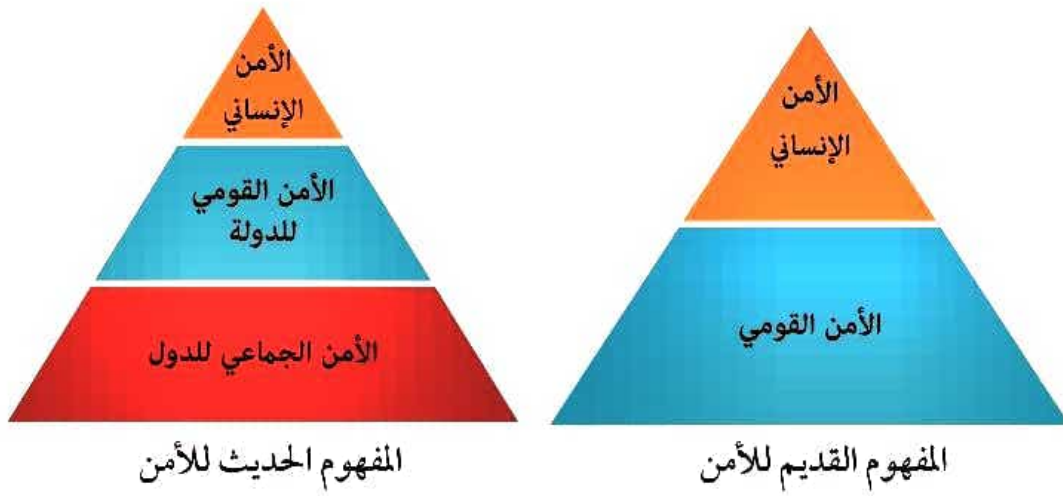 الأمن
الإنساني
الأمن القومي
المفهوم القديم للأمن
الأمن
الإنساني
الأمن القومي
للدولة
الأمن الجماعي للدول
المفهوم الحديث للأمن